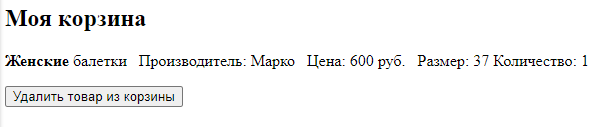 Моя корзина
Женские балетки Производитель: Марко Цена: 600 руб. Размер: 37 Количество: 1
Удалить товар из корзины